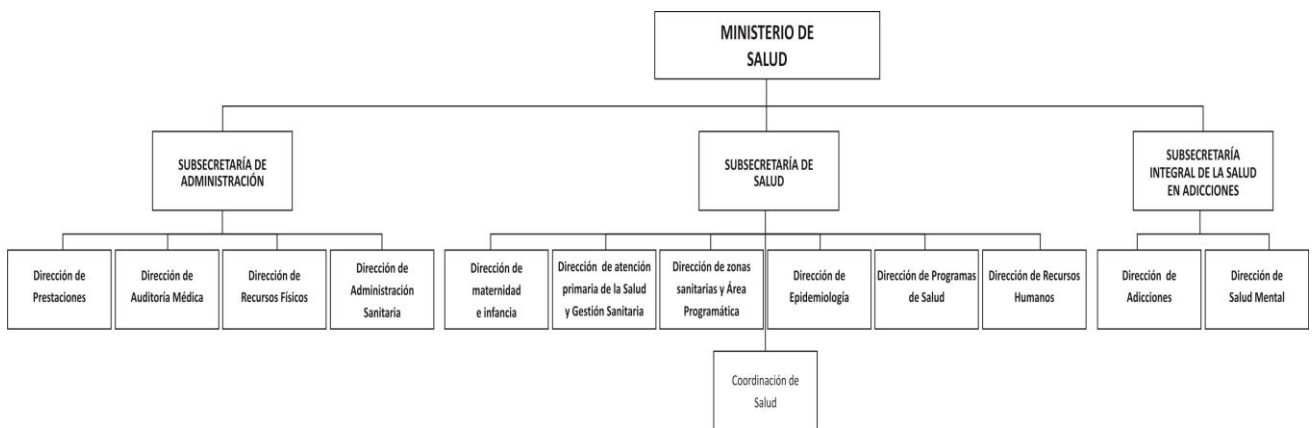 MINISTERIO DE
SALUD
SUBSECRETARÍA DE
ADMINISTRACIÓN
SUBSECRETARÍA DE
SALUD
SUBSECRETARÍA
INTEGRAL DE LA SALUD
EN ADICCIONES
Dirección de
Prestaciones
Dirección de
Auditoría Médica
Dirección de
Recursos Físicos
Dirección de
Administración
Sanitaria
Dirección de
maternidad
e infancia
Dirección de atención
primaria de la Salud
y Gestión Sanitaria
Dirección de zonas
sanitarias y Área
Programática
Dirección de
Epidemiología
Dirección de Programas
de Salud
Dirección de Recursos
Humanos
Dirección de
Adicciones
Dirección de
Salud Mental
Coordinación de
Salud